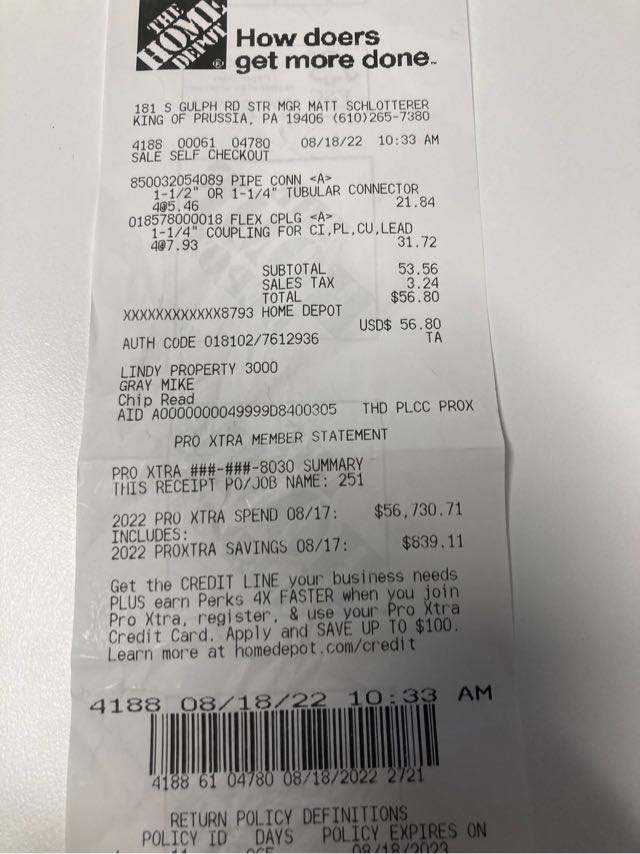 THE
HOME
DEPOT
®
How doers
get more done™
181 S GULPH RD STR MGR MATT SCHLOTTERER
KING OF PRUSSIA, PA 19406 (610)265-7380
4188 00061 04780 08/18/22 10:33 AM
SALE SELF CHECKOUT
850032054089 PIPE CONN <A>
1-1/2" OR 1-1/4" TUBULAR CONNECTOR
4@5.46 21.84
018578000018 FLEX CPLG <A>
1-1/4" COUPLING FOR CI,PL,CU,LEAD
4@7.93 31.72
SUBTOTAL 53.56
SALES TAX 3.24
TOTAL $56.80
XXXXXXXXXXXX8793 HOME DEPOT
USD$ 56.80
AUTH CODE 018102/7612936 TA
LINDY PROPERTY 3000
GRAY MIKE
Chip Read
AID A0000000049999D8400305 THD PLCC PROX
PRO XTRA MEMBER STATEMENT
PRO XTRA ###-###-8030 SUMMARY
THIS RECEIPT PO/JOB NAME: 251
2022 PRO XTRA SPEND 08/17: $56,730.71
INCLUDES:
2022 PROXTRA SAVINGS 08/17: $839.11
Get the CREDIT LINE your business needs
PLUS earn Perks 4X FASTER when you join
Pro Xtra, register, & use your Pro Xtra
Credit Card. Apply and SAVE UP TO $100.
Learn more at homedepot.com/credit
4188 08/18/22 10:33 AM
4188 61 04780 08/18/2022 2721
RETURN POLICY DEFINITIONS
POLICY ID DAYS POLICY EXPIRES ON
08/18/2023